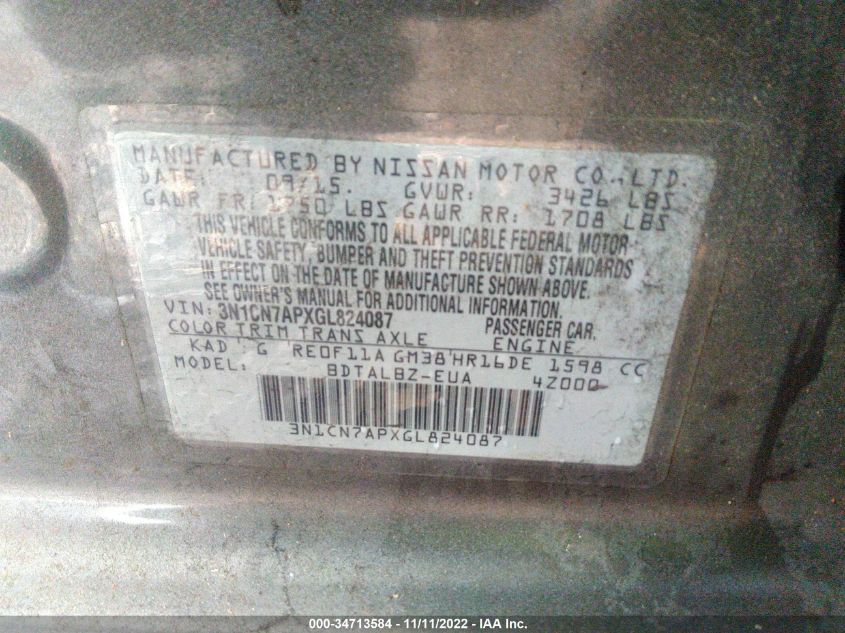 MANUFACTURED BY NISSAN MOTOR CO., LTD.
DATE: 09/15. GVWR: 3426 LBS
GAWR FR: 1750 LBS GAWR RR: 1708 LBS
THIS VEHICLE CONFORMS TO ALL APPLICABLE FEDERAL MOTOR
VEHICLE SAFETY, BUMPER AND THEFT PREVENTION STANDARDS
IN EFFECT ON THE DATE OF MANUFACTURE SHOWN ABOVE.
SEE OWNER'S MANUAL FOR ADDITIONAL INFORMATION.
VIN: 3N1CN7APXGL824087 PASSENGER CAR.
COLOR TRIM TRANS AXLE ENGINE
KAD G RE0F11A GM38 HR16DE 1598 CC
MODEL: BDTALBZ-EUA 4Z000
3N1CN7APXGL824087
000-34713584 - 11/11/2022 - IAA Inc.